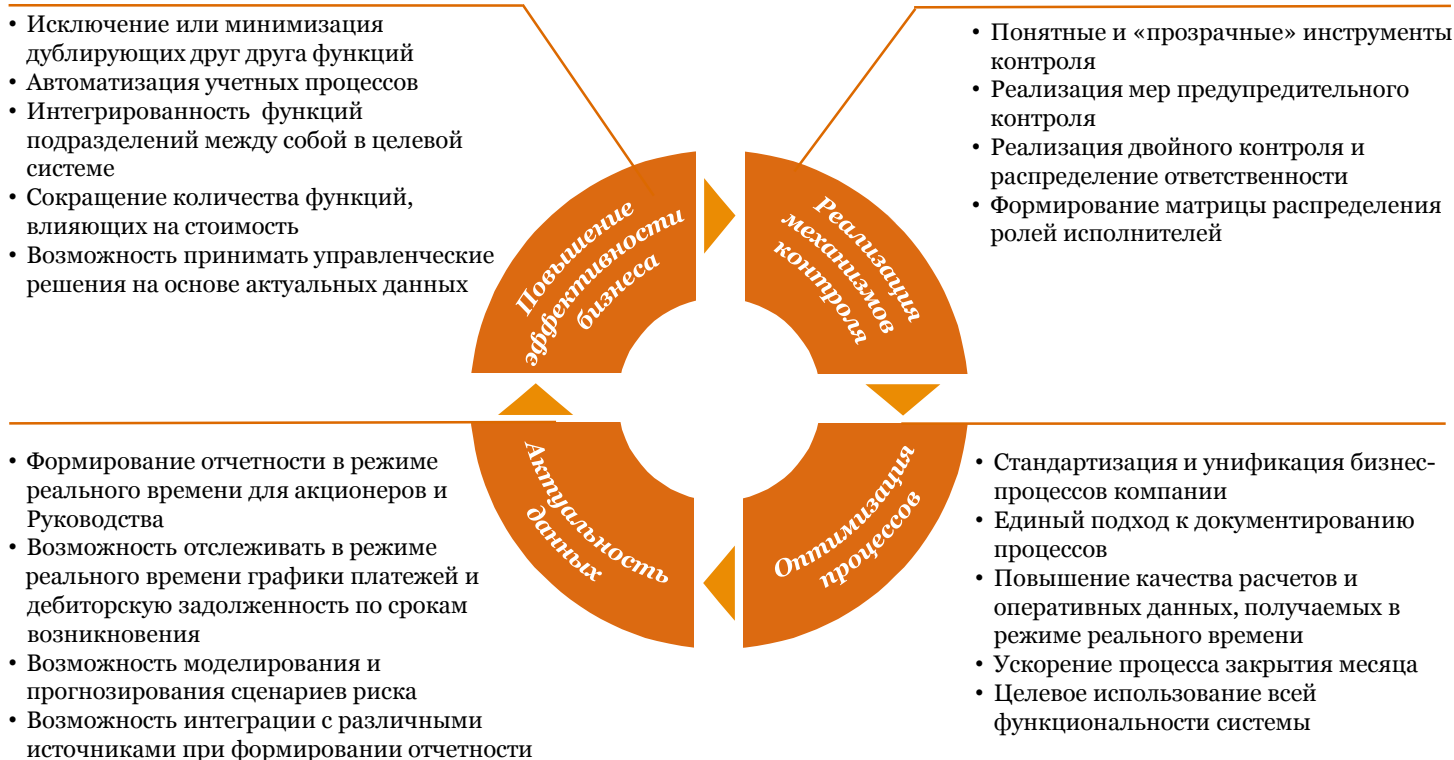 • Исключение или минимизация
дублирующих друг друга функций
• Автоматизация учетных процессов
• Интегрированность функций
подразделений между собой в целевой
системе
• Сокращение количества функций,
влияющих на стоимость
• Возможность принимать управленческие
решения на основе актуальных данных
• Понятные и «прозрачные» инструменты
контроля
• Реализация мер предупредительного
контроля
• Реализация двойного контроля и
распределение ответственности
• Формирование матрицы распределения
ролей исполнителей
Повышение
эффективности
бизнеса
Реализация
механизмов
контроля
Актуальность
данных
Оптимизация
процессов
• Формирование отчетности в режиме
реального времени для акционеров и
Руководства
• Возможность отслеживать в режиме
реального времени графики платежей и
дебиторскую задолженность по срокам
возникновения
• Возможность моделирования и
прогнозирования сценариев риска
• Возможность интеграции с различными
источниками при формировании отчетности
• Стандартизация и унификация бизнес-
процессов компании
• Единый подход к документированию
процессов
• Повышение качества расчетов и
оперативных данных, получаемых в
режиме реального времени
• Ускорение процесса закрытия месяца
• Целевое использование всей
функциональности системы